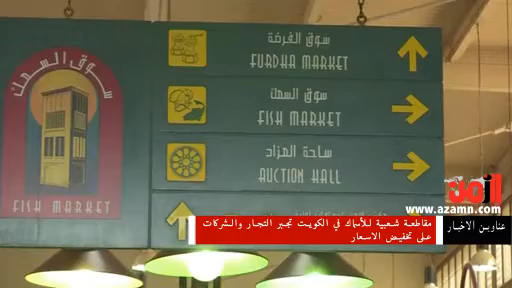 سوق السمك
FISH MARKET
سوق الفرضة
FURDHA MARKET
سوق السمك
FISH MARKET
ساحة المزاد
AUCTION HALL
www.azamn.com
عناوين الاخبار
مقاطعة شعبية للأسماك في الكويت تجبر التجار والشركات
على تخفيض الاسعار